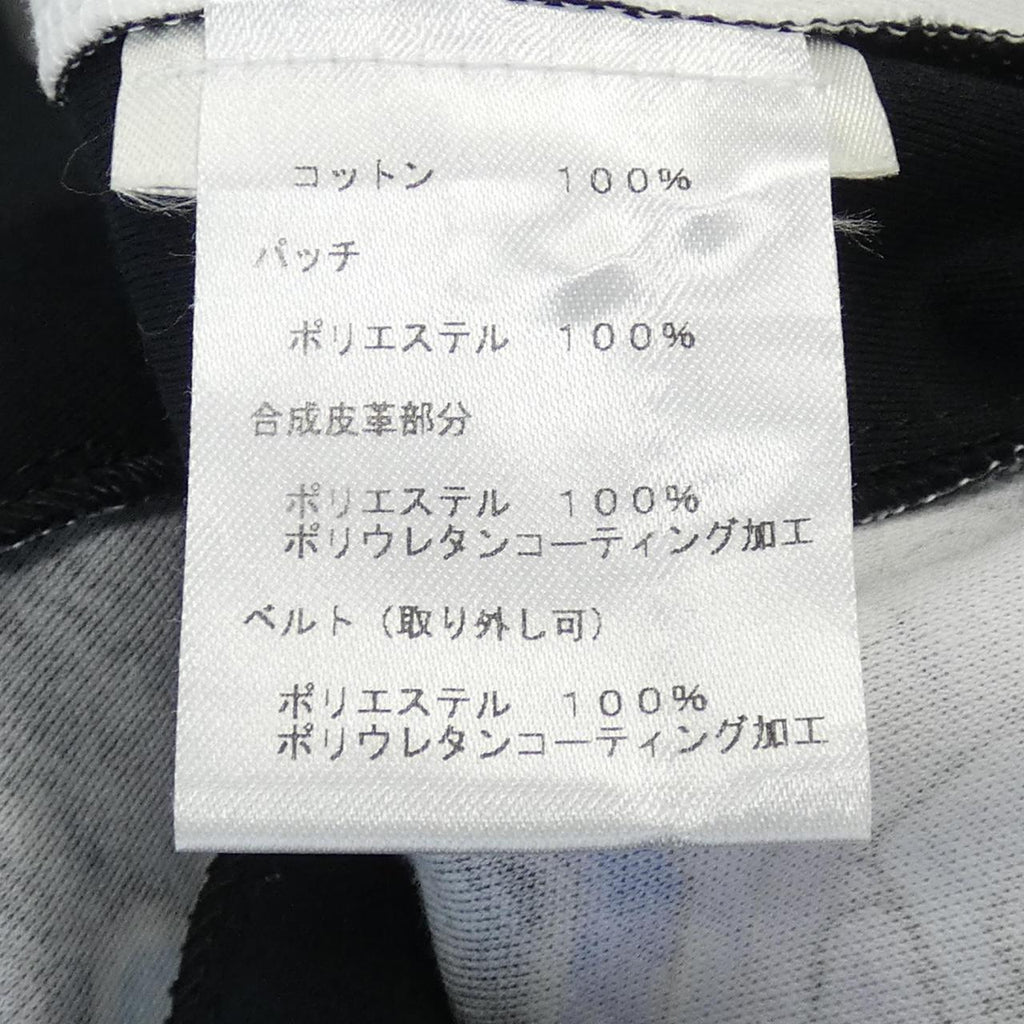 コットン　１００％
パッチ
ポリエステル　１００％
合成皮革部分
ポリエステル　１００％
ポリウレタンコーティング加工
ベルト（取り外し可）
ポリエステル　１００％
ポリウレタンコーティング加工